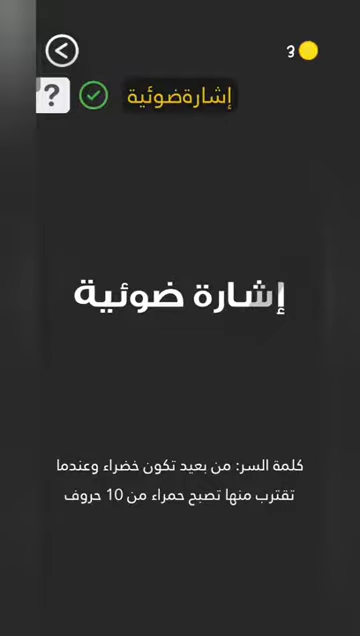 3
إشارةضوئية
?
إشارة ضوئية
كلمة السر: من بعيد تكون خضراء وعندما
تقترب منها تصبح حمراء من 10 حروف